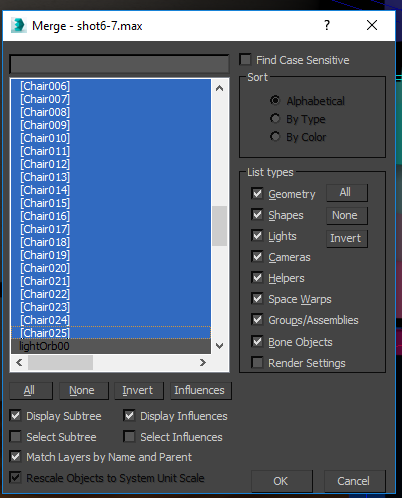 Merge - shot6-7.max
?
Find Case Sensitive
[Chair006]
[Chair007]
[Chair008]
[Chair009]
[Chair010]
[Chair011]
[Chair012]
[Chair013]
[Chair014]
[Chair015]
[Chair016]
[Chair017]
[Chair018]
[Chair019]
[Chair020]
[Chair021]
[Chair022]
[Chair023]
[Chair024]
[Chair025]
lightOrb00
Sort
Alphabetical
By Type
By Color
List types
Geometry
All
Shapes
None
Lights
Invert
Cameras
Helpers
Space Warps
Groups/Assemblies
Bone Objects
Render Settings
All None Invert Influences
Display Subtree Display Influences
Select Subtree Select Influences
Match Layers by Name and Parent
Rescale Objects to System Unit Scale
OK Cancel